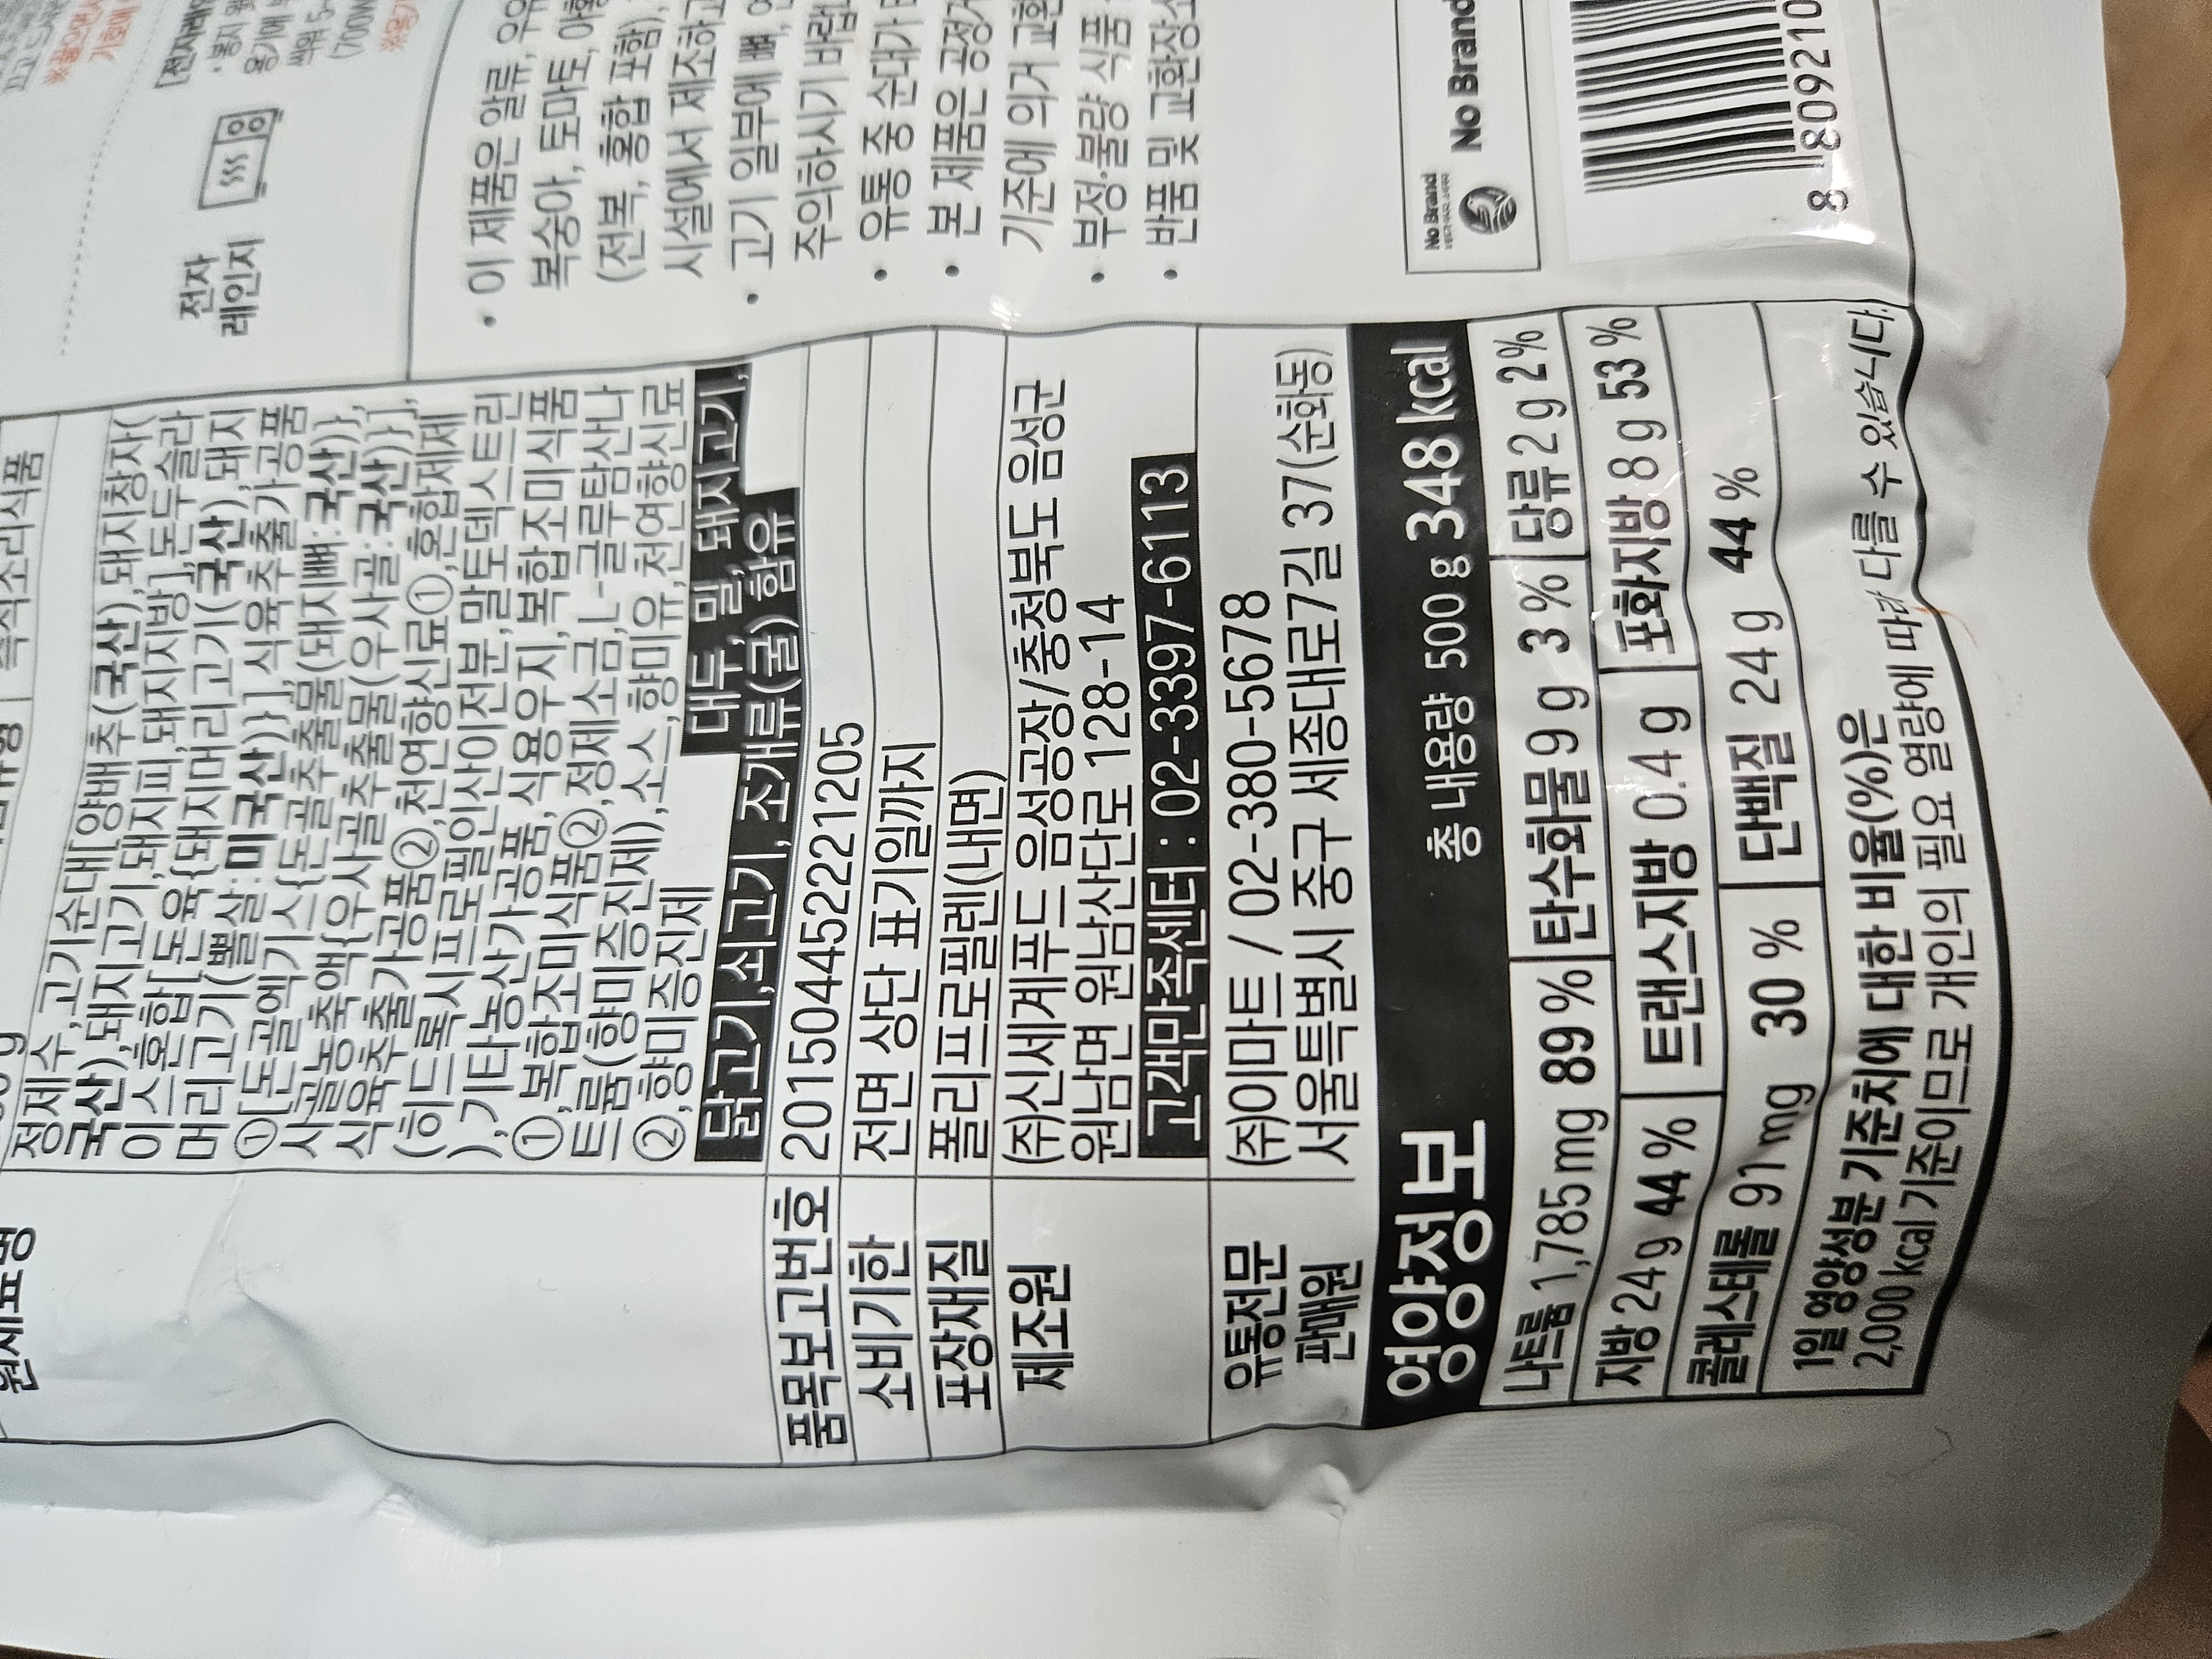 즉석조리식품
정제수,고기순대[양배추(국산),돼지창자(
국산),돼지고기,돼지피,돼지지방],돈두슬라
이스혼합[돈육{돼지머리고기(국산),돼지
메리고기(뽈살:미국산)}],식육추출가공품
①[돈골엑기스{돈골추출물(돼지뼈:국산)},
사골농축액{우사골추출물(우사골:국산)}],
식육추출가공품②,천연향신료①,혼합제제
(히드록시프로필인산이전분,말토덱스트린
),기타농산가공품,식용우지,복합조미식품
①,복합조미식품②,정제소금,L-글루탐산나
트륨(향미증진제),소스,향미유,천연향신료
②,향미증진제 대두, 밀, 돼지고기,
닭고기,쇠고기, 조개류(굴) 함유
품목보고번호 201504452221205
소비기한 전면 상단 표기일까지
포장재질 폴리프로필렌(내면)
제조원 (주)신세계푸드 음성공장/충청북도 음성군
원남면 원남산단로 128-14
고객만족센터 : 02-3397-6113
유통전문
판매원
(주)이마트 / 02-380-5678
서울특별시 중구 세종대로7길 37(순화동)
영양정보 총 내용량 500 g 348 kcal
나트륨 1,785 mg 89 % 탄수화물 9 g 3 % 당류 2 g 2%
지방 24 g 44 % 트랜스지방 0.4 g 포화지방 8 g 53 %
콜레스테롤 91 mg 30 % 단백질 24 g 44 %
1일 영양성분 기준치에 대한 비율(%)은
2,000 kcal 기준이므로 개인의 필요 열량에 따라 다를 수 있습니다.
전자
레인지
• 이 제품은 알류, 우유
복숭아, 토마토,
(전복, 홍합 포함),
시설에서 제조하고
• 고기 일부에 뼈,
주의하시기 바랍
• 유통 중 순대가
• 본 제품은 공정거
기준에 의거 교환
• 부정·불량 식품
• 반품 및 교환장소
No Brand
No Brand
8 809210